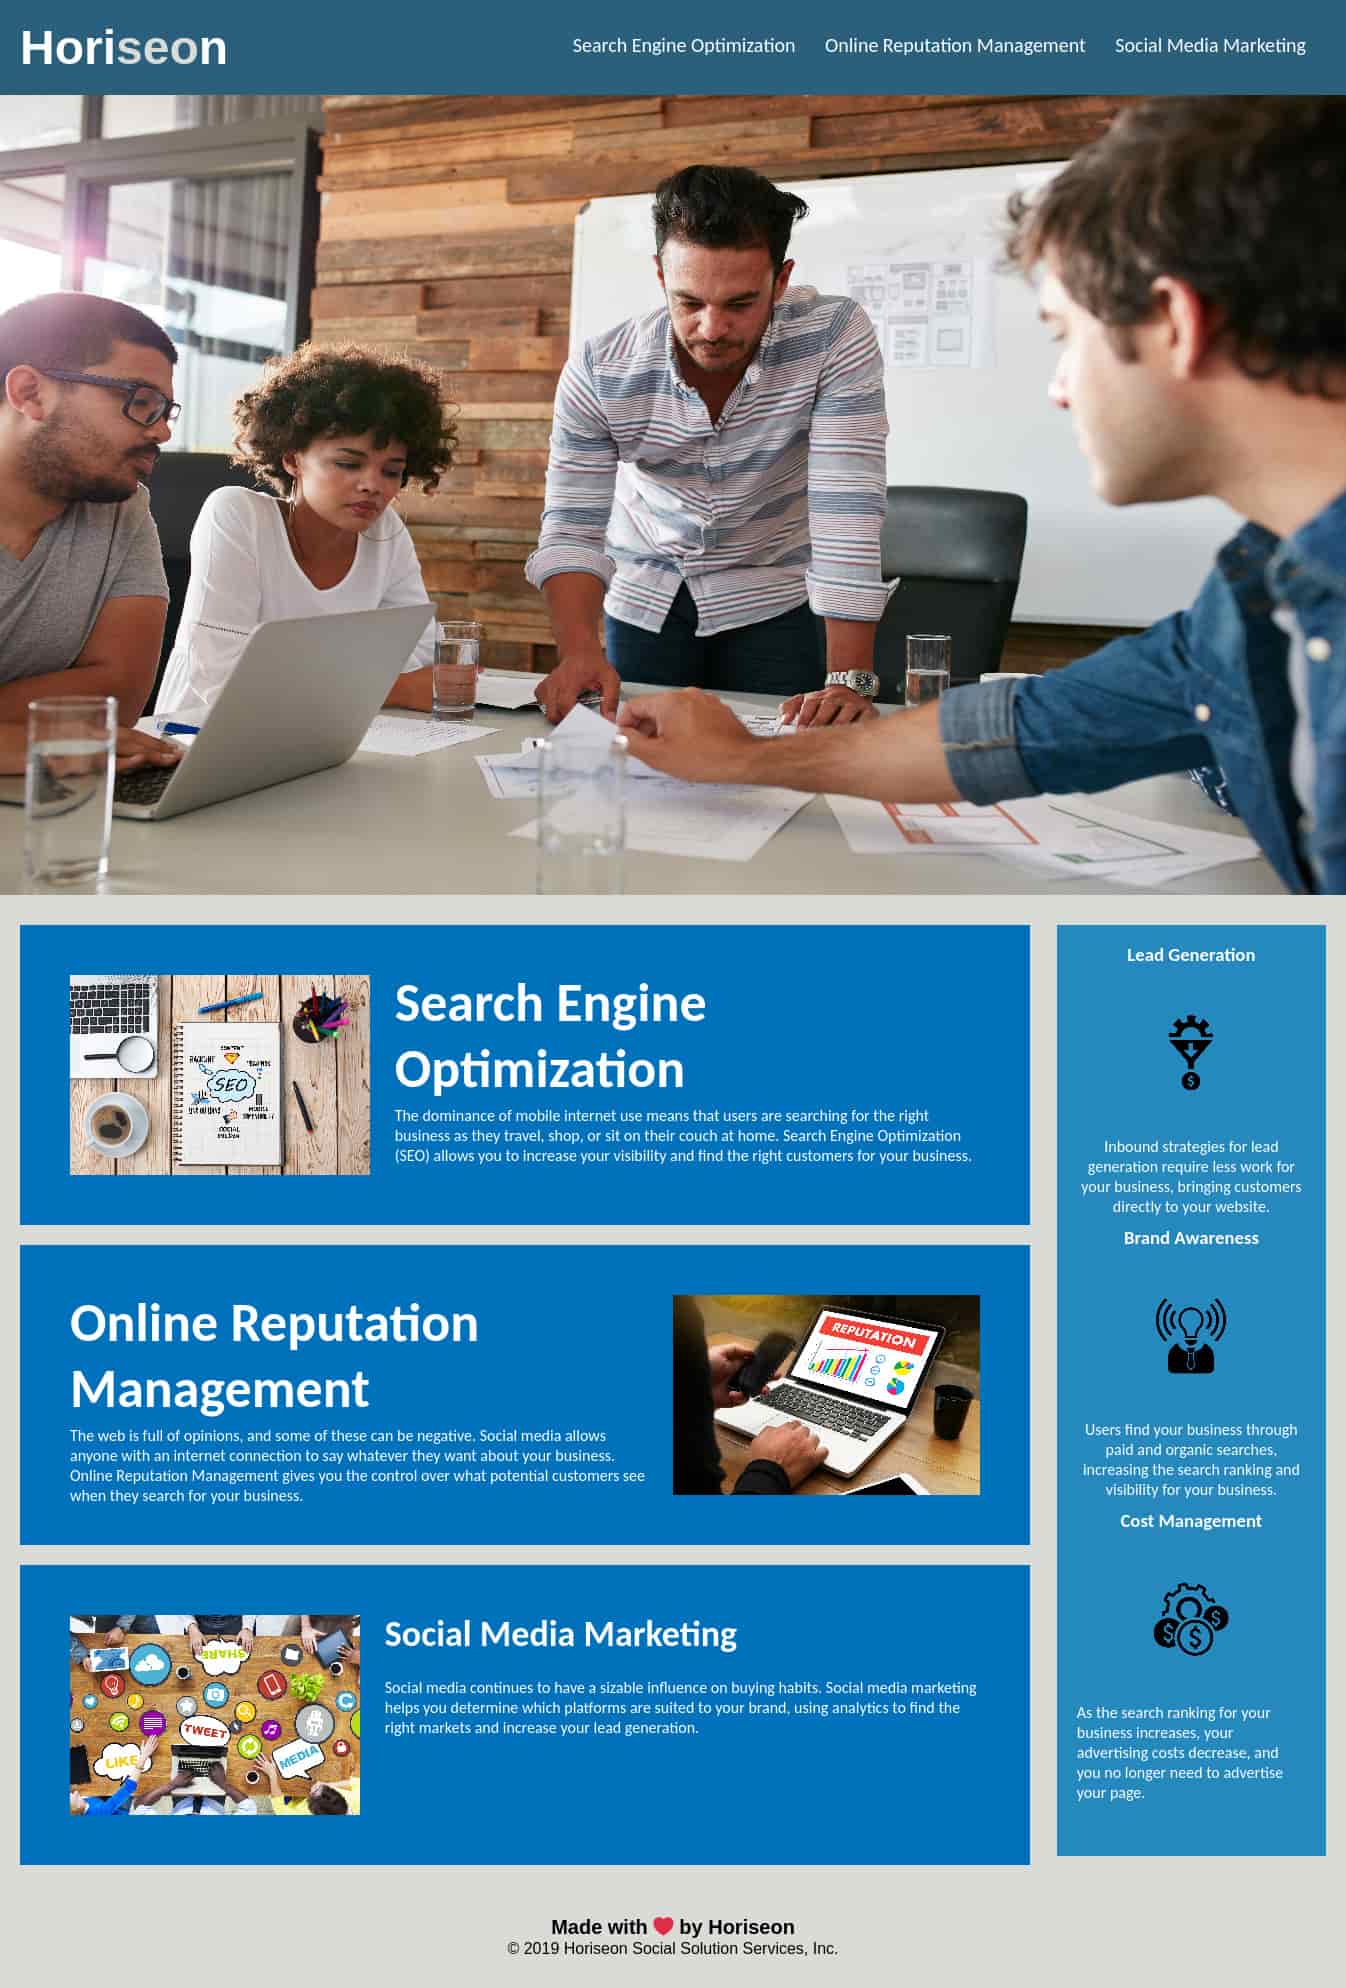 Horiseon
Search Engine Optimization
Online Reputation Management
Social Media Marketing
SEO
SOCIAL
MEDIA
Search Engine
Optimization
The dominance of mobile internet use means that users are searching for the right
business as they travel, shop, or sit on their couch at home. Search Engine Optimization
(SEO) allows you to increase your visibility and find the right customers for your business.
Online Reputation
Management
The web is full of opinions, and some of these can be negative. Social media allows
anyone with an internet connection to say whatever they want about your business.
Online Reputation Management gives you the control over what potential customers see
when they search for your business.
REPUTATION
SHARE
TWEET
LIKE
MEDIA
Social Media Marketing
Social media continues to have a sizable influence on buying habits. Social media marketing
helps you determine which platforms are suited to your brand, using analytics to find the
right markets and increase your lead generation.
Lead Generation
$
Inbound strategies for lead
generation require less work for
your business, bringing customers
directly to your website.
Brand Awareness
Users find your business through
paid and organic searches,
increasing the search ranking and
visibility for your business.
Cost Management
$
$
$
As the search ranking for your
business increases, your
advertising costs decrease, and
you no longer need to advertise
your page.
Made with ❤️ by Horiseon
© 2019 Horiseon Social Solution Services, Inc.